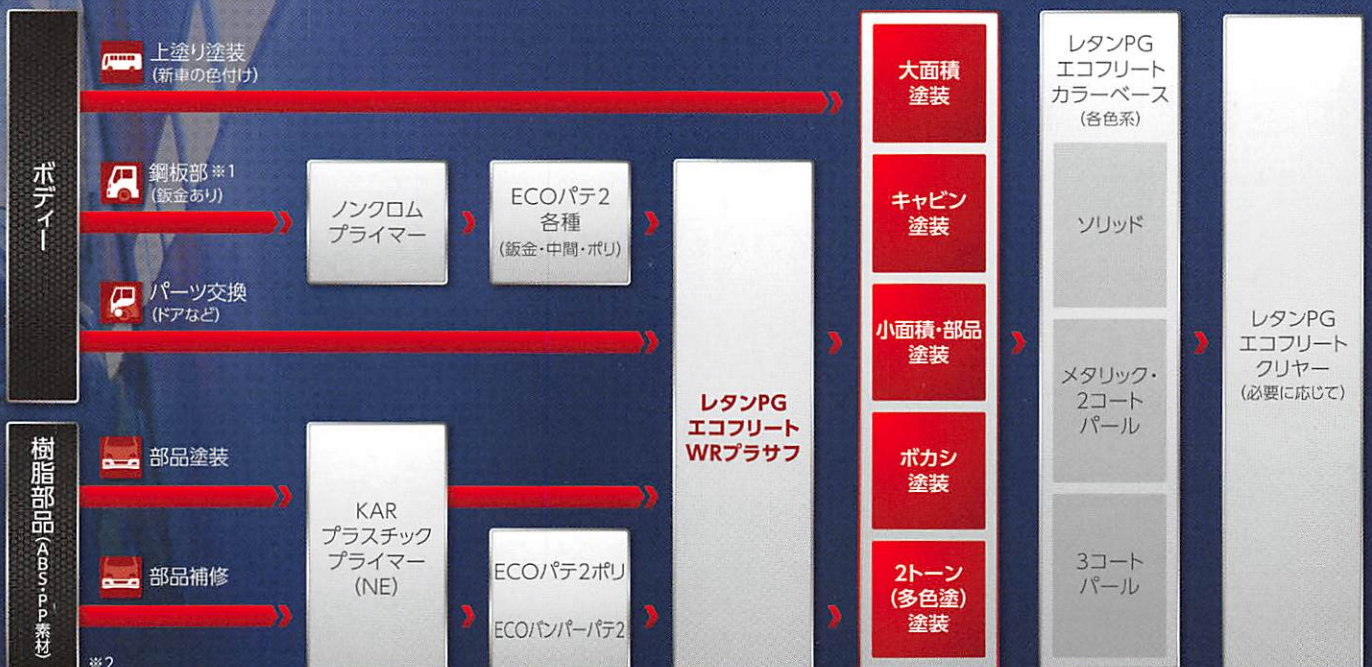 ボディー
上塗り塗装
(新車の色付け)
鋼板部※1
(鈑金あり)
パーツ交換
(ドアなど)
樹脂部品(ABS・PP素材)
※2
部品塗装
部品補修
ノンクロム
プライマー
ECOパテ2
各種
(鈑金・中間・ポリ)
KAR
プラスチック
プライマー
(NE)
ECOパテ2ポリ
ECOバンパーパテ2
レタンPG
エコフリート
WRプラサフ
大面積
塗装
キャビン
塗装
小面積・部品
塗装
ボカシ
塗装
2トーン
(多色塗)
塗装
レタンPG
エコフリート
カラーベース
(各色系)
ソリッド
メタリック・
2コート
パール
3コート
パール
レタンPG
エコフリート
クリヤー
(必要に応じて)